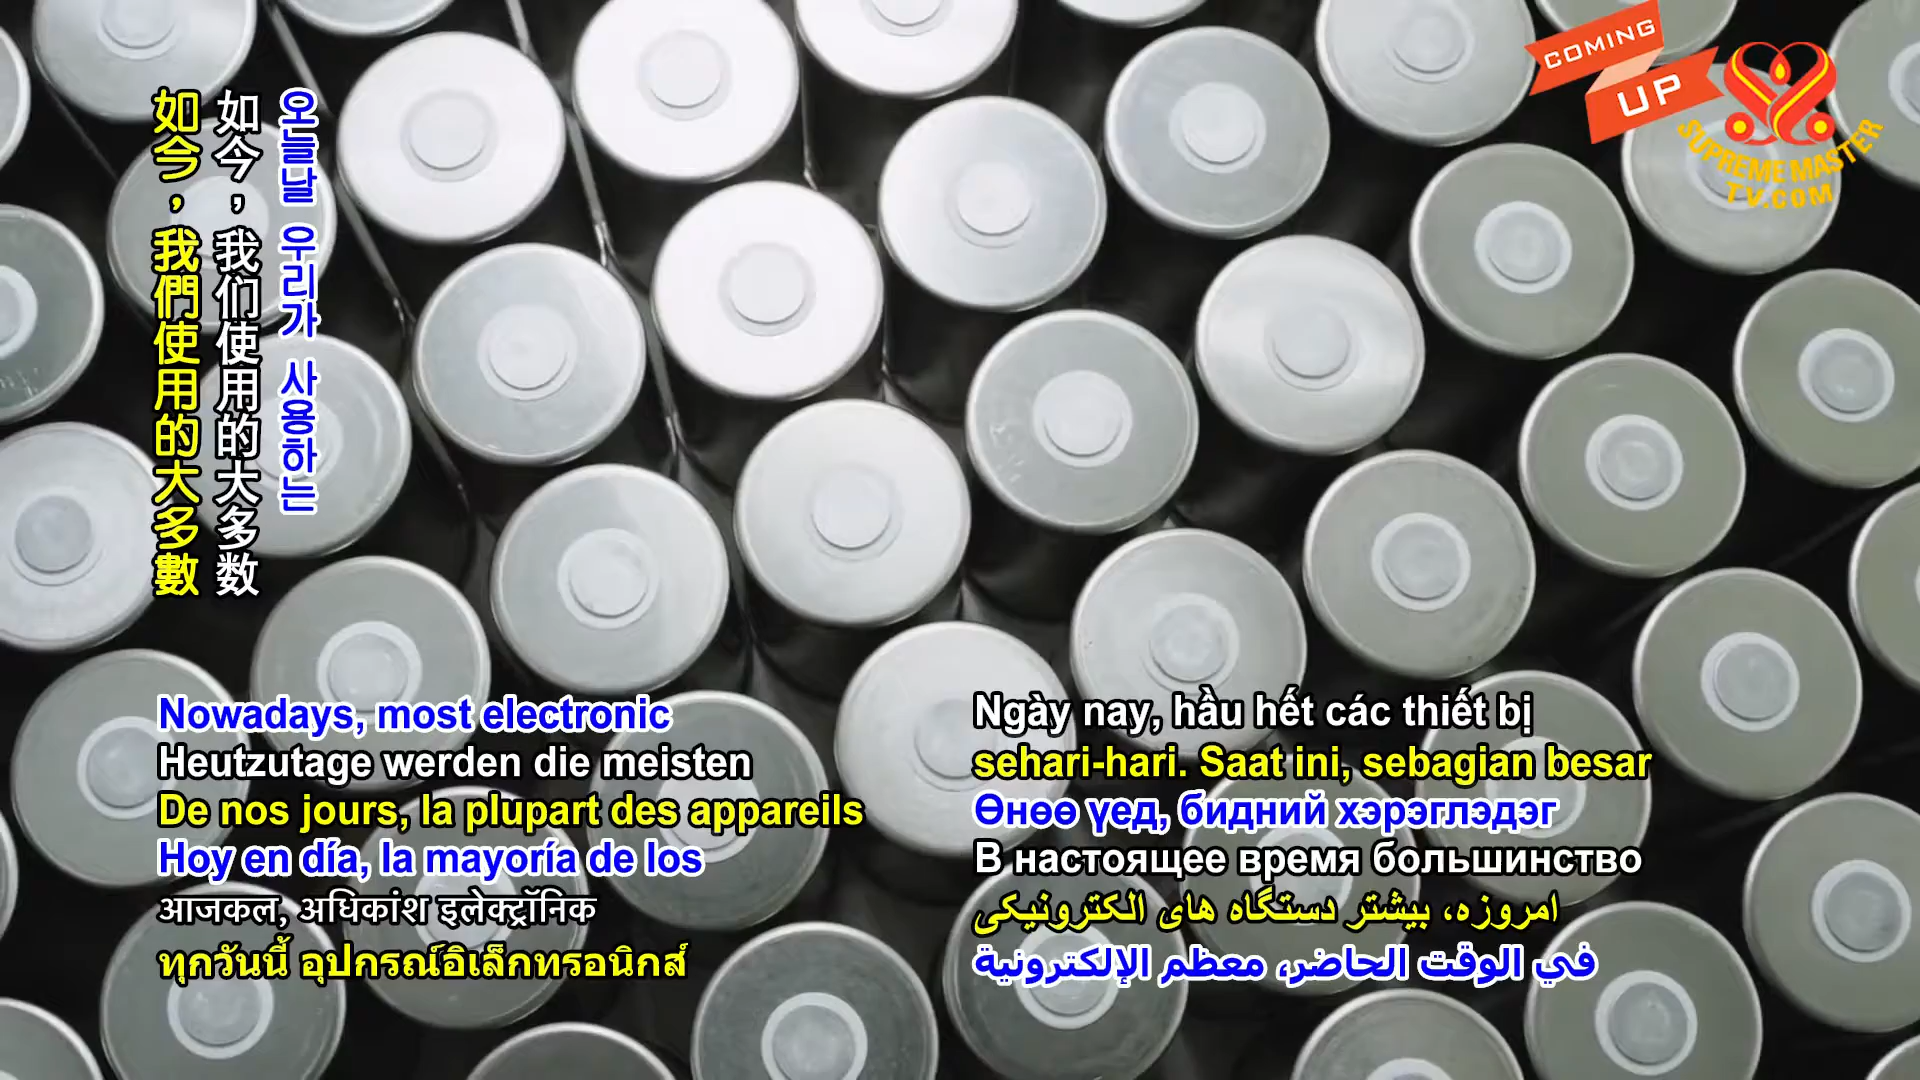 COMING
UP
SUPREME MASTER
TV.COM
오늘날 우리가 사용하는
如今，我们使用的大多数
如今，我們使用的大多數
Nowadays, most electronic
Heutzutage werden die meisten
De nos jours, la plupart des appareils
Hoy en día, la mayoría de los
आजकल, अधिकांश इलेक्ट्रॉनिक
ทุกวันนี้ อุปกรณ์อิเล็กทรอนิกส์
Ngày nay, hầu hết các thiết bị
sehari-hari. Saat ini, sebagian besar
Өнөө үед, бидний хэрэглэдэг
В настоящее время большинство
امروزه، بیشتر دستگاه های الکترونیکی
في الوقت الحاضر، معظم الإلكترونية